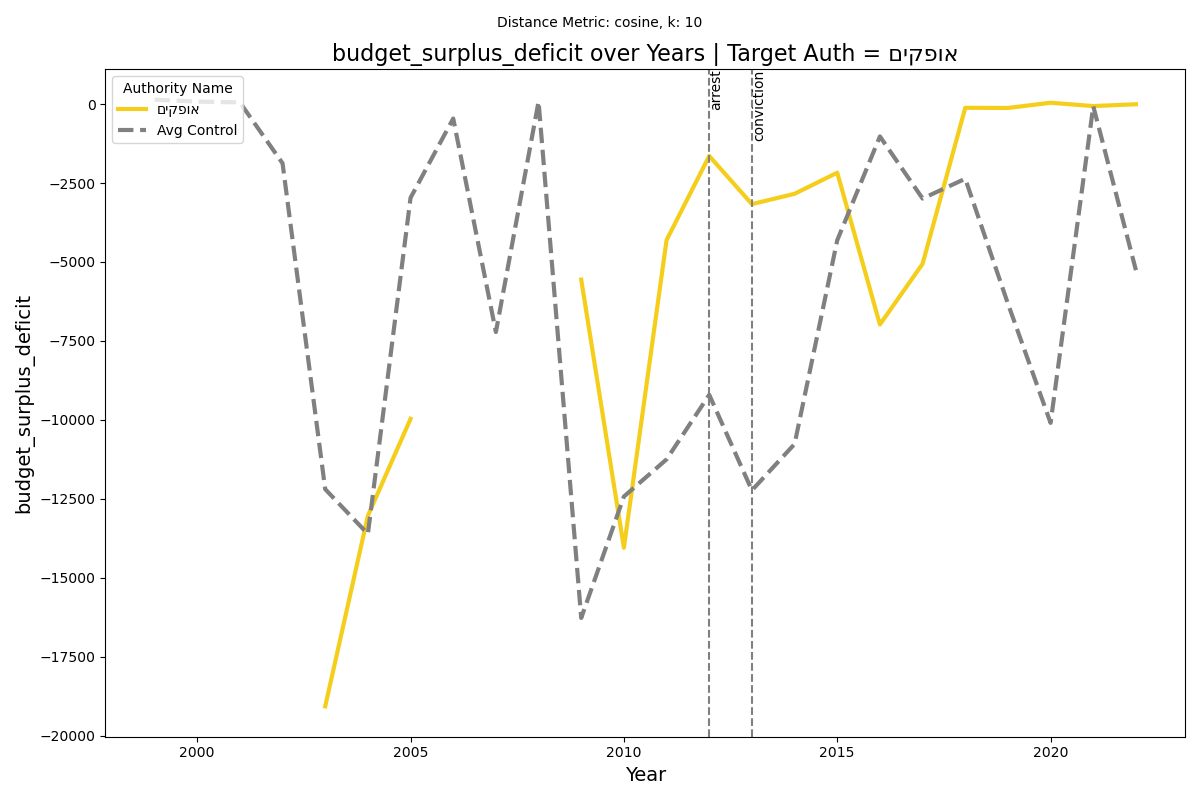 Distance Metric: cosine, k: 10
budget_surplus_deficit over Years | Target Auth = אופקים
Authority Name
אופקים
Avg Control
arrest
conviction
0
−2500
−5000
−7500
−10000
−12500
−15000
−17500
−20000
budget_surplus_deficit
2000 2005 2010 2015 2020
Year